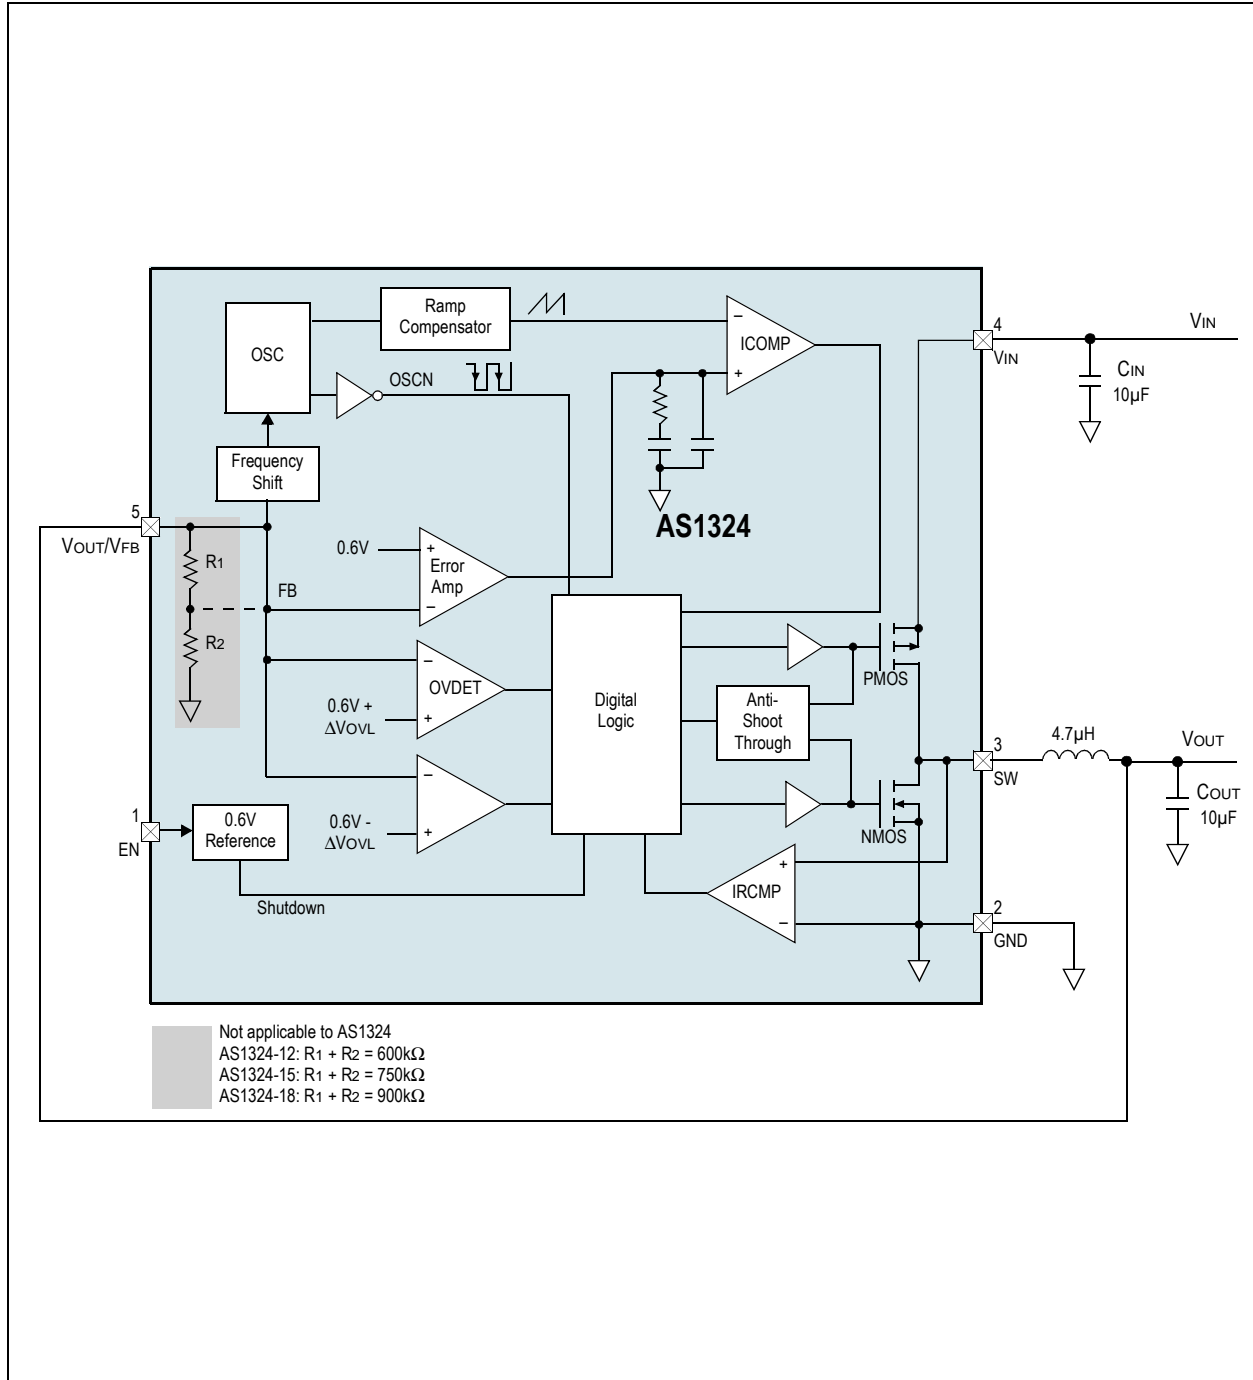 Ramp
Compensator
OSC
ICOMP
−
+
OSCN
Frequency
Shift
4
VIN
VIN
CIN
10µF
AS1324
5
VOUT/VFB
R1
R2
FB
0.6V
+
Error
Amp
−
−
OVDET
+
0.6V +
ΔVOVL
−
+
0.6V -
ΔVOVL
Digital
Logic
Anti-
Shoot
Through
PMOS
NMOS
3
SW
4.7µH
VOUT
COUT
10µF
1
EN
0.6V
Reference
Shutdown
+
IRCMP
−
2
GND
Not applicable to AS1324
AS1324-12: R1 + R2 = 600kΩ
AS1324-15: R1 + R2 = 750kΩ
AS1324-18: R1 + R2 = 900kΩ